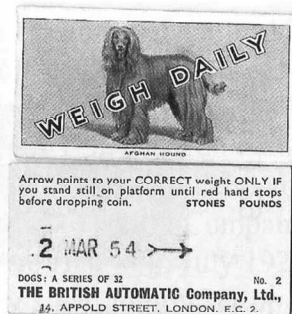 WEIGH DAILY
AFGHAN HOUND
Arrow points to your CORRECT weight ONLY IF
you stand still on platform until red hand stops
before dropping coin. STONES POUNDS
2 MAR 54
DOGS: A SERIES OF 32 No. 2
THE BRITISH AUTOMATIC Company, Ltd.,
14, APPOLD STREET, LONDON, E.C. 2.